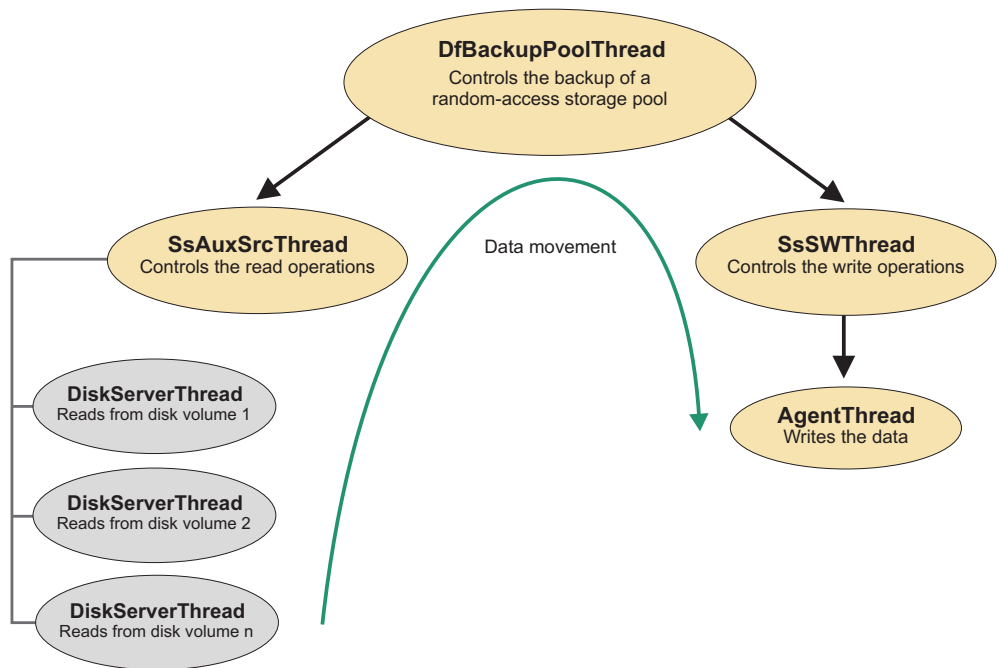 DfBackupPoolThread
Controls the backup of a
random-access storage pool
SsAuxSrcThread
Controls the read operations
Data movement
SsSWThread
Controls the write operations
DiskServerThread
Reads from disk volume 1
AgentThread
Writes the data
DiskServerThread
Reads from disk volume 2
DiskServerThread
Reads from disk volume n